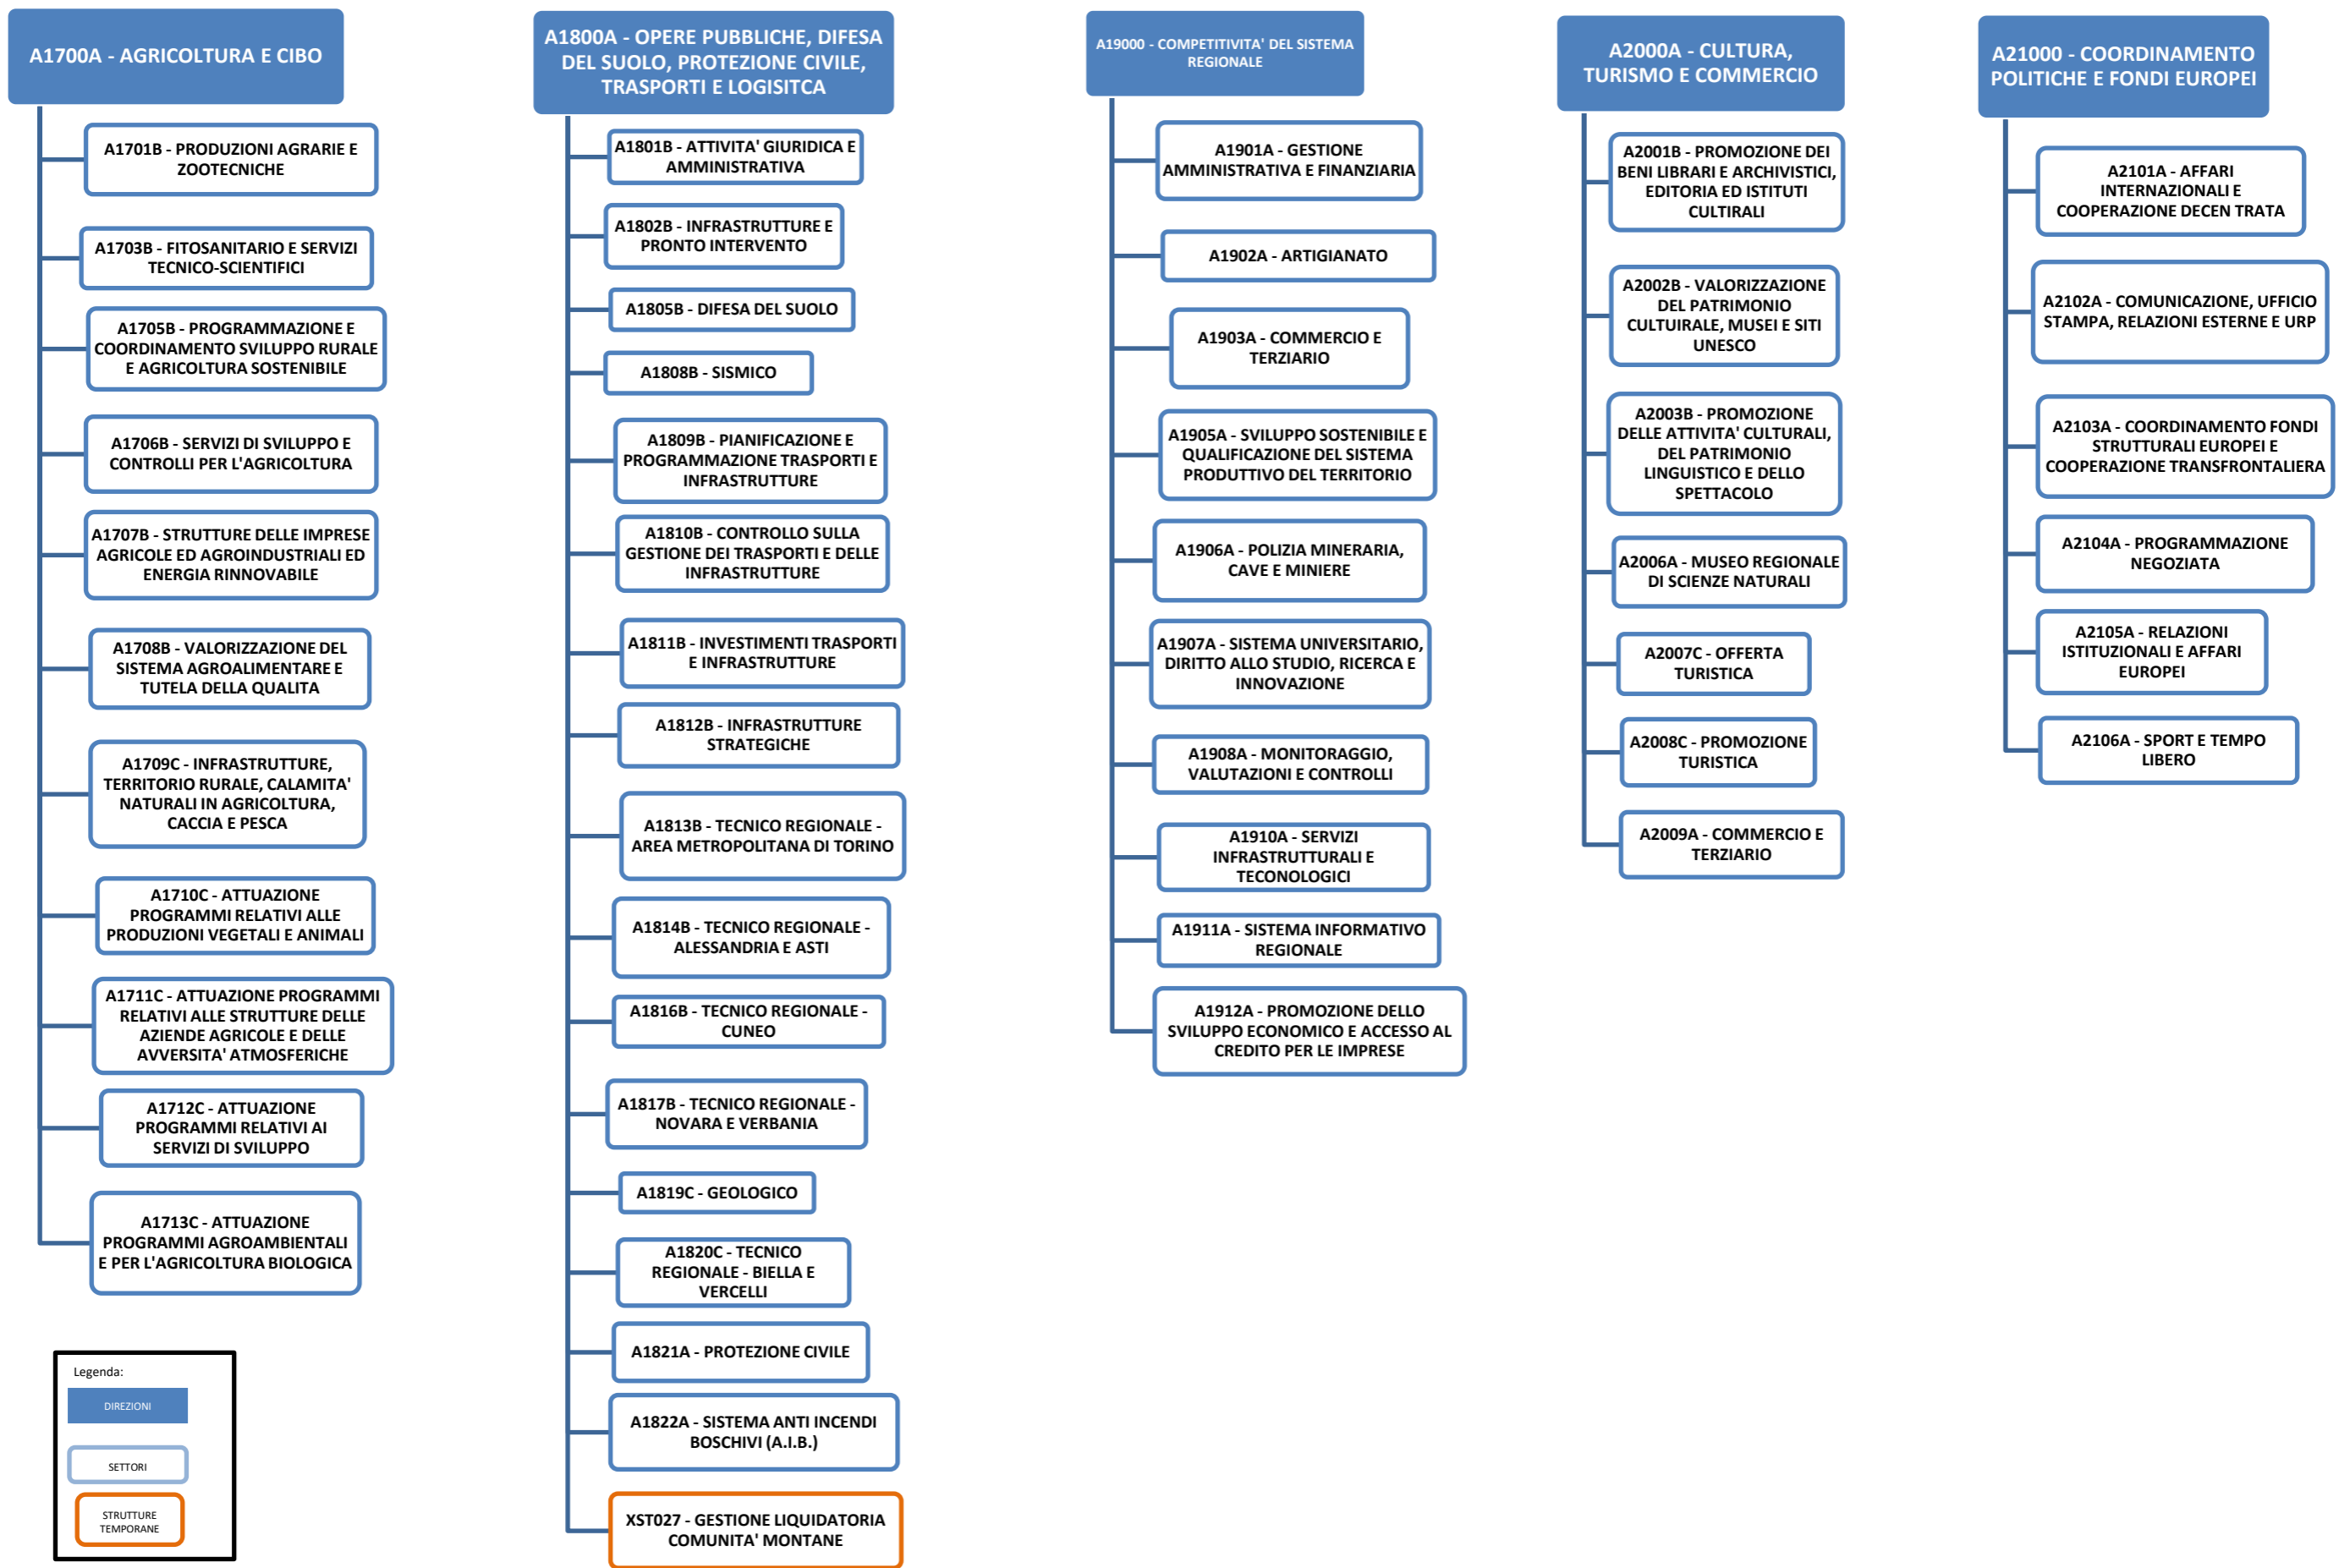 A1700A - AGRICOLTURA E CIBO
A1701B - PRODUZIONI AGRARIE E
ZOOTECNICHE
A1703B - FITOSANITARIO E SERVIZI
TECNICO-SCIENTIFICI
A1705B - PROGRAMMAZIONE E
COORDINAMENTO SVILUPPO RURALE
E AGRICOLTURA SOSTENIBILE
A1706B - SERVIZI DI SVILUPPO E
CONTROLLI PER L'AGRICOLTURA
A1707B - STRUTTURE DELLE IMPRESE
AGRICOLE ED AGROINDUSTRIALI ED
ENERGIA RINNOVABILE
A1708B - VALORIZZAZIONE DEL
SISTEMA AGROALIMENTARE E
TUTELA DELLA QUALITA
A1709C - INFRASTRUTTURE,
TERRITORIO RURALE, CALAMITA'
NATURALI IN AGRICOLTURA,
CACCIA E PESCA
A1710C - ATTUAZIONE
PROGRAMMI RELATIVI ALLE
PRODUZIONI VEGETALI E ANIMALI
A1711C - ATTUAZIONE PROGRAMMI
RELATIVI ALLE STRUTTURE DELLE
AZIENDE AGRICOLE E DELLE
AVVERSITA' ATMOSFERICHE
A1712C - ATTUAZIONE
PROGRAMMI RELATIVI AI
SERVIZI DI SVILUPPO
A1713C - ATTUAZIONE
PROGRAMMI AGROAMBIENTALI
E PER L'AGRICOLTURA BIOLOGICA
Legenda:
DIREZIONI
SETTORI
STRUTTURE
TEMPORANE
A1800A - OPERE PUBBLICHE, DIFESA
DEL SUOLO, PROTEZIONE CIVILE,
TRASPORTI E LOGISITCA
A1801B - ATTIVITA' GIURIDICA E
AMMINISTRATIVA
A1802B - INFRASTRUTTURE E
PRONTO INTERVENTO
A1805B - DIFESA DEL SUOLO
A1808B - SISMICO
A1809B - PIANIFICAZIONE E
PROGRAMMAZIONE TRASPORTI E
INFRASTRUTTURE
A1810B - CONTROLLO SULLA
GESTIONE DEI TRASPORTI E DELLE
INFRASTRUTTURE
A1811B - INVESTIMENTI TRASPORTI
E INFRASTRUTTURE
A1812B - INFRASTRUTTURE
STRATEGICHE
A1813B - TECNICO REGIONALE -
AREA METROPOLITANA DI TORINO
A1814B - TECNICO REGIONALE -
ALESSANDRIA E ASTI
A1816B - TECNICO REGIONALE -
CUNEO
A1817B - TECNICO REGIONALE -
NOVARA E VERBANIA
A1819C - GEOLOGICO
A1820C - TECNICO
REGIONALE - BIELLA E
VERCELLI
A1821A - PROTEZIONE CIVILE
A1822A - SISTEMA ANTI INCENDI
BOSCHIVI (A.I.B.)
XST027 - GESTIONE LIQUIDATORIA
COMUNITA' MONTANE
A19000 - COMPETITIVITA' DEL SISTEMA
REGIONALE
A1901A - GESTIONE
AMMINISTRATIVA E FINANZIARIA
A1902A - ARTIGIANATO
A1903A - COMMERCIO E
TERZIARIO
A1905A - SVILUPPO SOSTENIBILE E
QUALIFICAZIONE DEL SISTEMA
PRODUTTIVO DEL TERRITORIO
A1906A - POLIZIA MINERARIA,
CAVE E MINIERE
A1907A - SISTEMA UNIVERSITARIO,
DIRITTO ALLO STUDIO, RICERCA E
INNOVAZIONE
A1908A - MONITORAGGIO,
VALUTAZIONI E CONTROLLI
A1910A - SERVIZI
INFRASTRUTTURALI E
TECONOLOGICI
A1911A - SISTEMA INFORMATIVO
REGIONALE
A1912A - PROMOZIONE DELLO
SVILUPPO ECONOMICO E ACCESSO AL
CREDITO PER LE IMPRESE
A2000A - CULTURA,
TURISMO E COMMERCIO
A2001B - PROMOZIONE DEI
BENI LIBRARI E ARCHIVISTICI,
EDITORIA ED ISTITUTI
CULTIRALI
A2002B - VALORIZZAZIONE
DEL PATRIMONIO
CULTUIRALE, MUSEI E SITI
UNESCO
A2003B - PROMOZIONE
DELLE ATTIVITA' CULTURALI,
DEL PATRIMONIO
LINGUISTICO E DELLO
SPETTACOLO
A2006A - MUSEO REGIONALE
DI SCIENZE NATURALI
A2007C - OFFERTA
TURISTICA
A2008C - PROMOZIONE
TURISTICA
A2009A - COMMERCIO E
TERZIARIO
A21000 - COORDINAMENTO
POLITICHE E FONDI EUROPEI
A2101A - AFFARI
INTERNAZIONALI E
COOPERAZIONE DECEN TRATA
A2102A - COMUNICAZIONE, UFFICIO
STAMPA, RELAZIONI ESTERNE E URP
A2103A - COORDINAMENTO FONDI
STRUTTURALI EUROPEI E
COOPERAZIONE TRANSFRONTALIERA
A2104A - PROGRAMMAZIONE
NEGOZIATA
A2105A - RELAZIONI
ISTITUZIONALI E AFFARI
EUROPEI
A2106A - SPORT E TEMPO
LIBERO